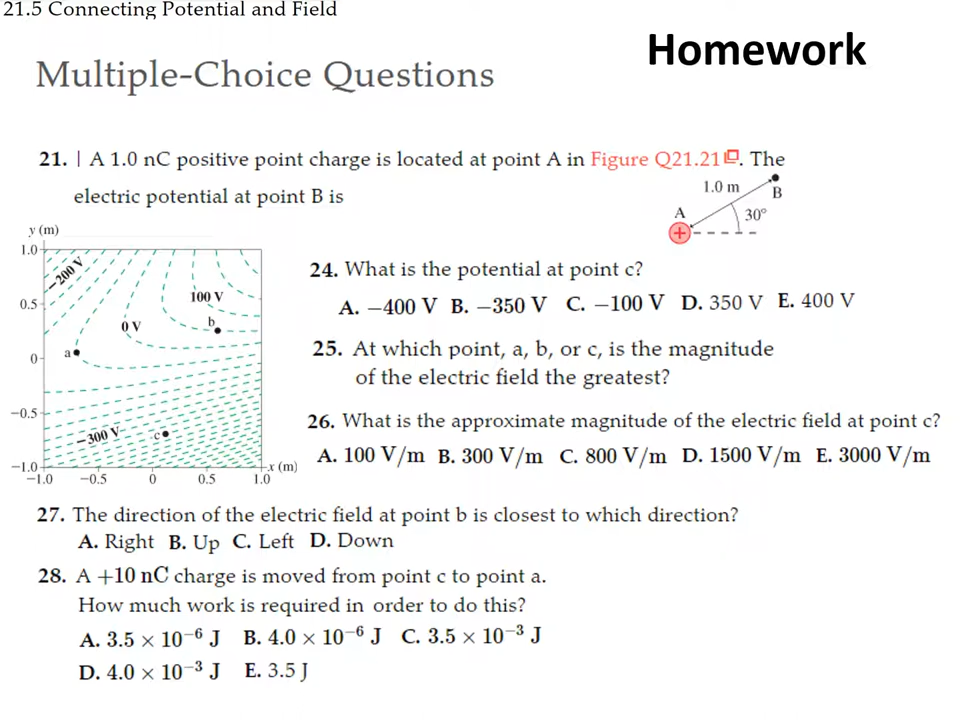 21.5 Connecting Potential and Field
Homework
Multiple-Choice Questions
21. | A 1.0 nC positive point charge is located at point A in Figure Q21.21. The
electric potential at point B is
1.0 m
B
A
30°
+
y (m)
1.0
0.5
0
−0.5
−1.0
−200 V
100 V
0 V
b
a
−300 V
c
x (m)
−1.0 −0.5 0 0.5 1.0
24. What is the potential at point c?
A. −400 V B. −350 V C. −100 V D. 350 V E. 400 V
25. At which point, a, b, or c, is the magnitude
of the electric field the greatest?
26. What is the approximate magnitude of the electric field at point c?
A. 100 V/m B. 300 V/m C. 800 V/m D. 1500 V/m E. 3000 V/m
27. The direction of the electric field at point b is closest to which direction?
A. Right B. Up C. Left D. Down
28. A +10 nC charge is moved from point c to point a.
How much work is required in order to do this?
A. 3.5 × 10⁻⁶ J B. 4.0 × 10⁻⁶ J C. 3.5 × 10⁻³ J
D. 4.0 × 10⁻³ J E. 3.5 J